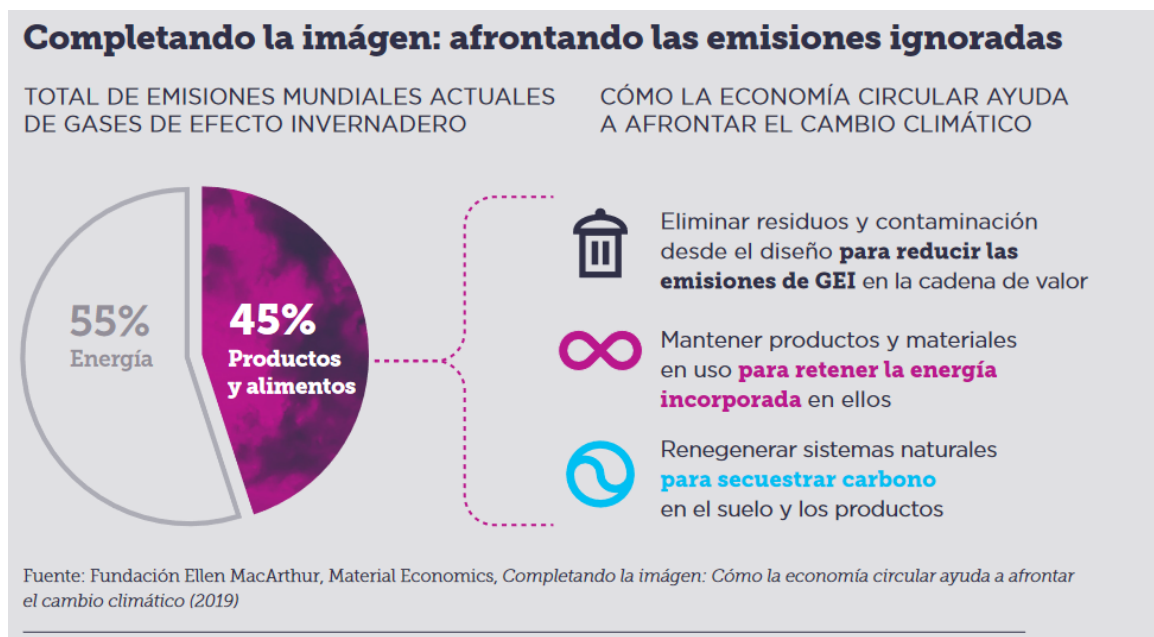 Completando la imágen: afrontando las emisiones ignoradas
TOTAL DE EMISIONES MUNDIALES ACTUALES
DE GASES DE EFECTO INVERNADERO
55%
Energía
45%
Productos
y alimentos
CÓMO LA ECONOMÍA CIRCULAR AYUDA
A AFRONTAR EL CAMBIO CLIMÁTICO
Eliminar residuos y contaminación
desde el diseño para reducir las
emisiones de GEI en la cadena de valor
Mantener productos y materiales
en uso para retener la energía
incorporada en ellos
Renegenerar sistemas naturales
para secuestrar carbono
en el suelo y los productos
Fuente: Fundación Ellen MacArthur, Material Economics, Completando la imágen: Cómo la economía circular ayuda a afrontar
el cambio climático (2019)